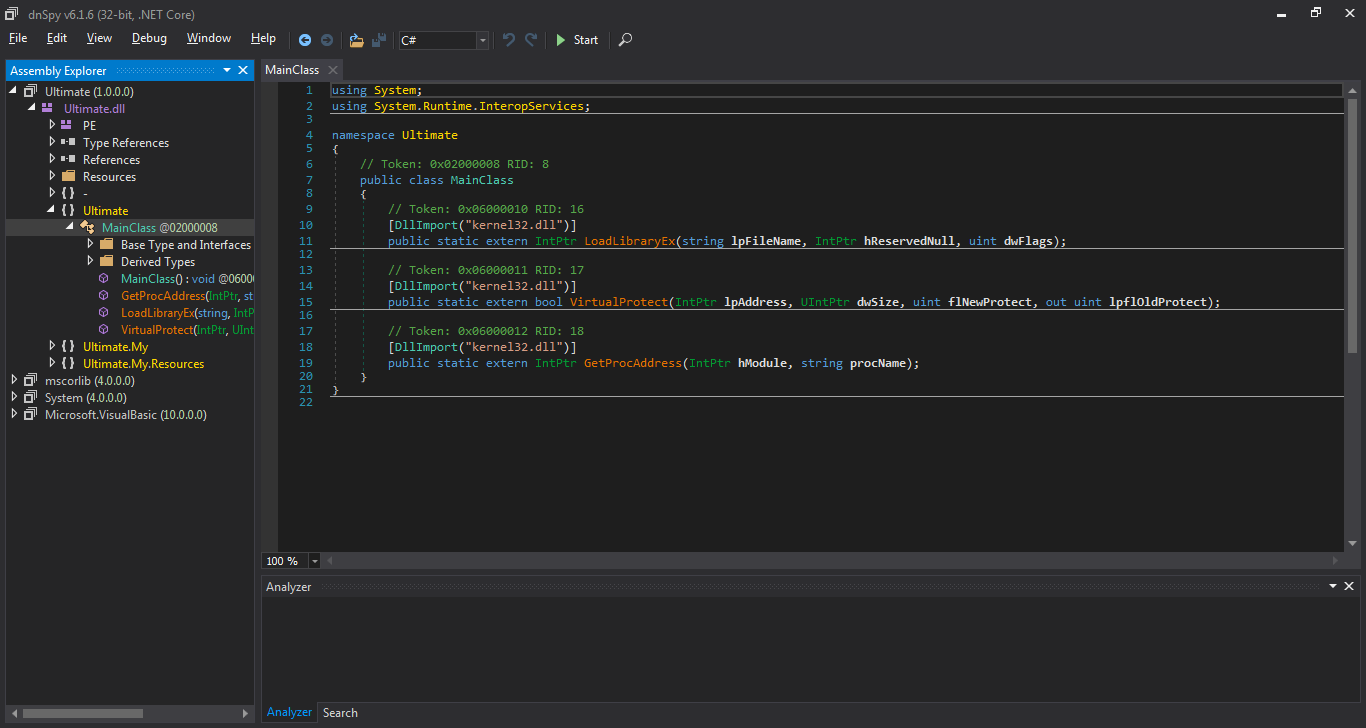 dnSpy v6.1.6 (32-bit, .NET Core)
File Edit View Debug Window Help C# Start
Assembly Explorer
Ultimate (1.0.0.0)
Ultimate.dll
PE
Type References
References
Resources
{ } -
{ } Ultimate
MainClass @02000008
Base Type and Interfaces
Derived Types
MainClass() : void @0600
GetProcAddress(IntPtr, st
LoadLibraryEx(string, IntP
VirtualProtect(IntPtr, UInt
{ } Ultimate.My
{ } Ultimate.My.Resources
mscorlib (4.0.0.0)
System (4.0.0.0)
Microsoft.VisualBasic (10.0.0.0)
MainClass
1 using System;
2 using System.Runtime.InteropServices;
3
4 namespace Ultimate
5 {
6 // Token: 0x02000008 RID: 8
7 public class MainClass
8 {
9 // Token: 0x06000010 RID: 16
10 [DllImport("kernel32.dll")]
11 public static extern IntPtr LoadLibraryEx(string lpFileName, IntPtr hReservedNull, uint dwFlags);
12
13 // Token: 0x06000011 RID: 17
14 [DllImport("kernel32.dll")]
15 public static extern bool VirtualProtect(IntPtr lpAddress, UIntPtr dwSize, uint flNewProtect, out uint lpflOldProtect);
16
17 // Token: 0x06000012 RID: 18
18 [DllImport("kernel32.dll")]
19 public static extern IntPtr GetProcAddress(IntPtr hModule, string procName);
20 }
21 }
22
100 %
Analyzer
Analyzer Search